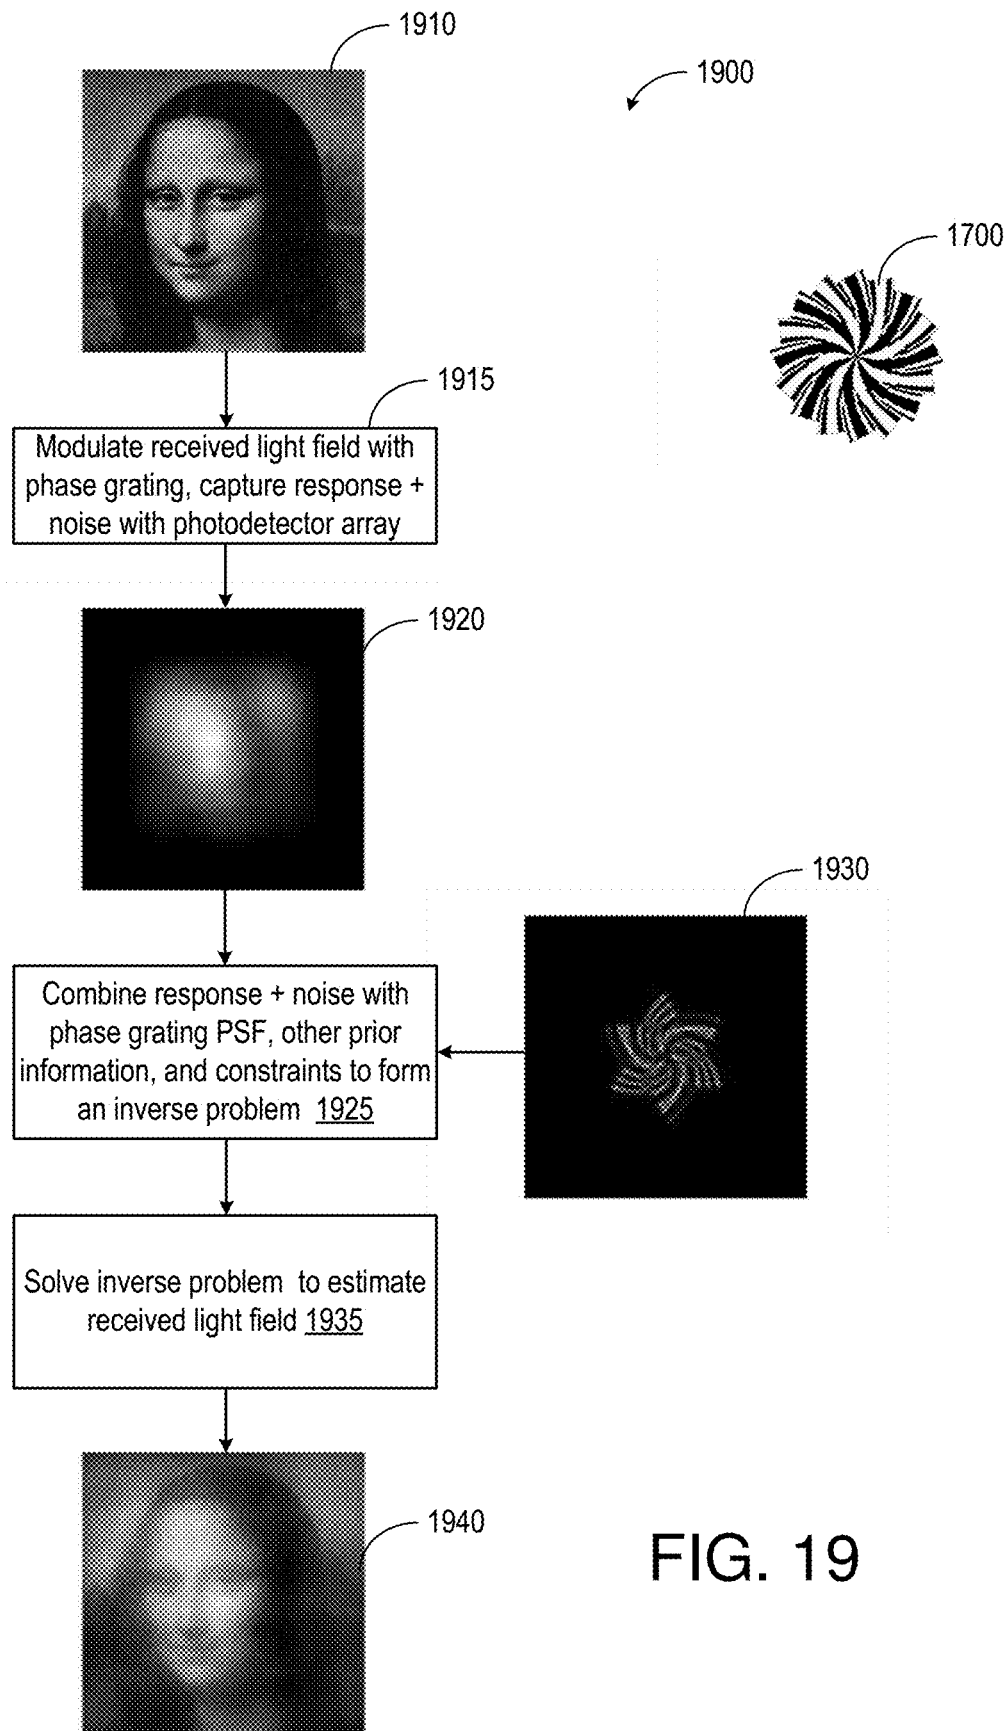 1910
1900
1700
1915
Modulate received light field with
phase grating, capture response +
noise with photodetector array
1920
1930
Combine response + noise with
phase grating PSF, other prior
information, and constraints to form
an inverse problem 1925
Solve inverse problem to estimate
received light field 1935
1940
FIG. 19